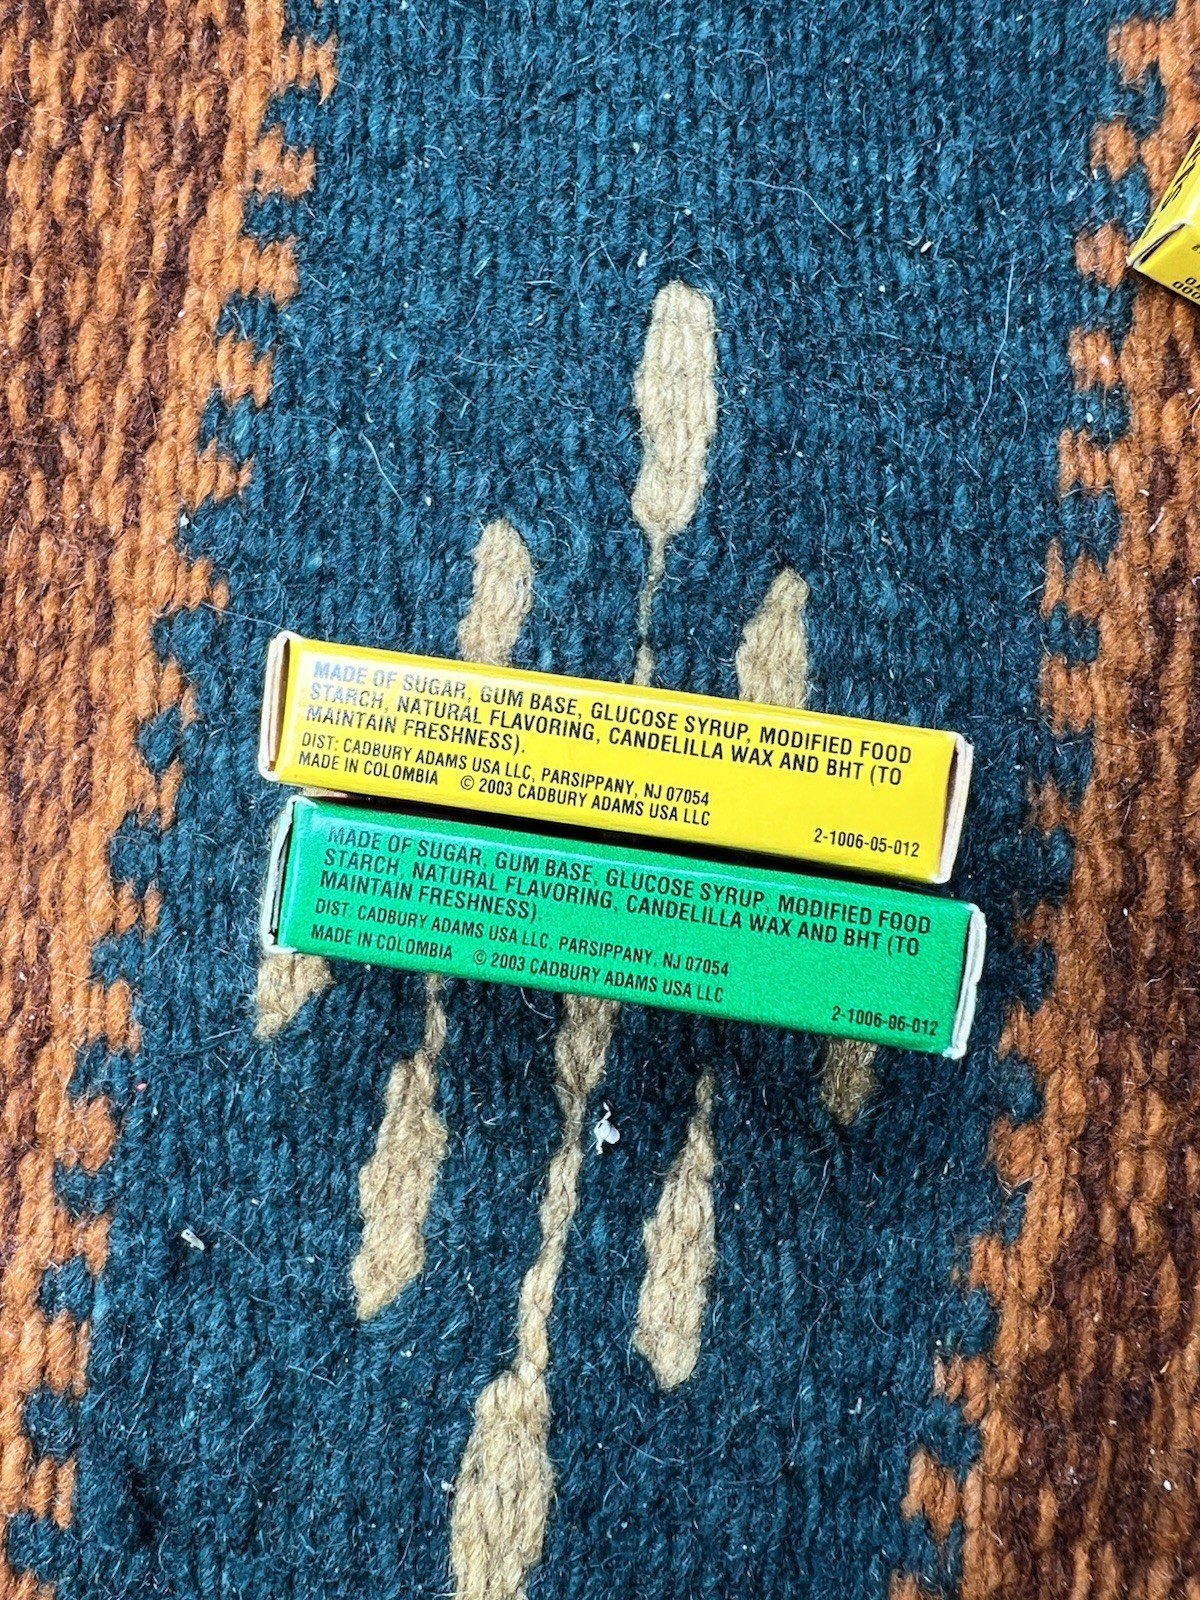 MADE OF SUGAR, GUM BASE, GLUCOSE SYRUP, MODIFIED FOOD
STARCH, NATURAL FLAVORING, CANDELILLA WAX AND BHT (TO
MAINTAIN FRESHNESS).
DIST: CADBURY ADAMS USA LLC, PARSIPPANY, NJ 07054
MADE IN COLOMBIA © 2003 CADBURY ADAMS USA LLC
2-1006-05-012
MADE OF SUGAR, GUM BASE, GLUCOSE SYRUP, MODIFIED FOOD
STARCH, NATURAL FLAVORING, CANDELILLA WAX AND BHT (TO
MAINTAIN FRESHNESS).
DIST. CADBURY ADAMS USA LLC, PARSIPPANY, NJ 07054
MADE IN COLOMBIA © 2003 CADBURY ADAMS USA LLC
2-1006-06-012